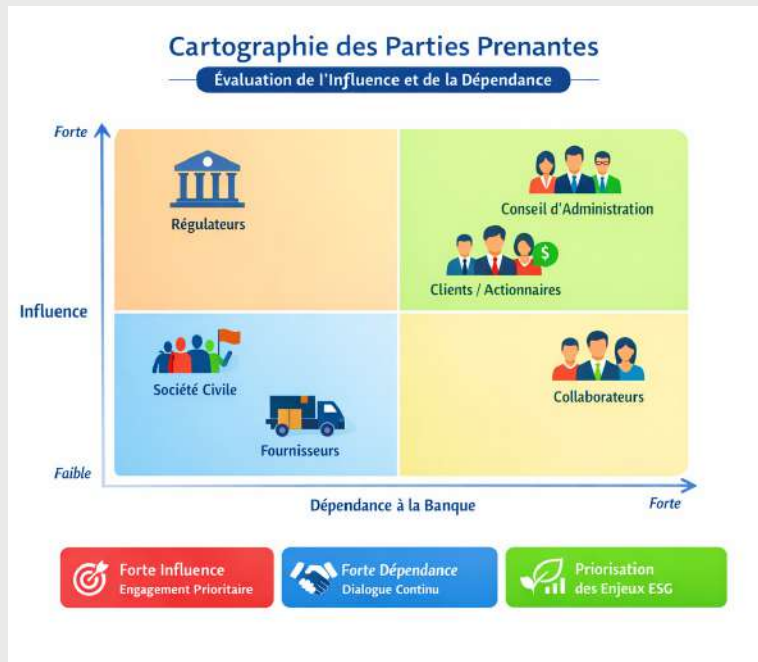 Cartographie des Parties Prenantes
Évaluation de l'Influence et de la Dépendance
Forte
Régulateurs
Conseil d'Administration
$
Clients / Actionnaires
Influence
Société Civile
Collaborateurs
Fournisseurs
Faible
Dépendance à la Banque
Forte
Forte Influence
Engagement Prioritaire
Forte Dépendance
Dialogue Continu
Priorisation
des Enjeux ESG